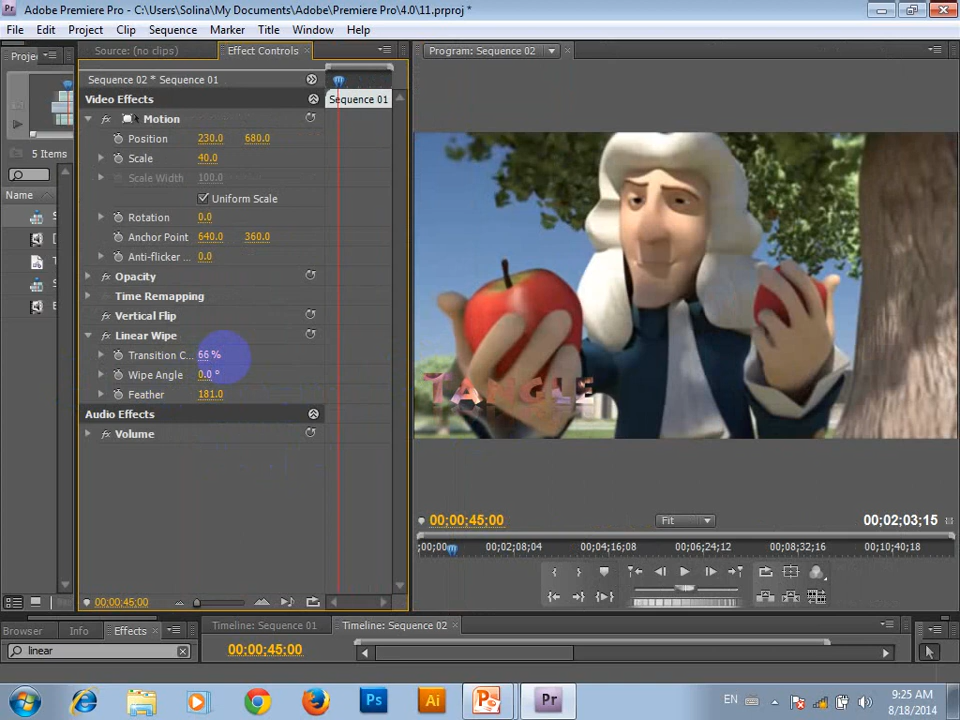 Adobe Premiere Pro - C:\Users\Solina\My Documents\Adobe\Premiere Pro\4.0\11.prproj *
File Edit Project Clip Sequence Marker Title Window Help
Projec
Source: (no clips)
Effect Controls
Program: Sequence 02
Sequence 02 * Sequence 01
Video Effects
Sequence 01
Motion
Position 230.0 680.0
5 Items
Scale 40.0
Scale Width 100.0
Name
Uniform Scale
Rotation 0.0
Anchor Point 640.0 360.0
Anti-flicker ... 0.0
Opacity
Time Remapping
Vertical Flip
Linear Wipe
Transition C... 66 %
Wipe Angle 0.0 °
Feather 181.0
TANGLE
Audio Effects
Volume
00;00;45;00
Fit
00;02;03;15
;00;00 00;02;08;04 00;04;16;08 00;06;24;12 00;08;32;16 00;10;40;18
00;00;45;00
Browser Info Effects
Timeline: Sequence 01
Timeline: Sequence 02
linear
00;00;45;00
Ps
Ai
Pr
EN
9:25 AM
8/18/2014